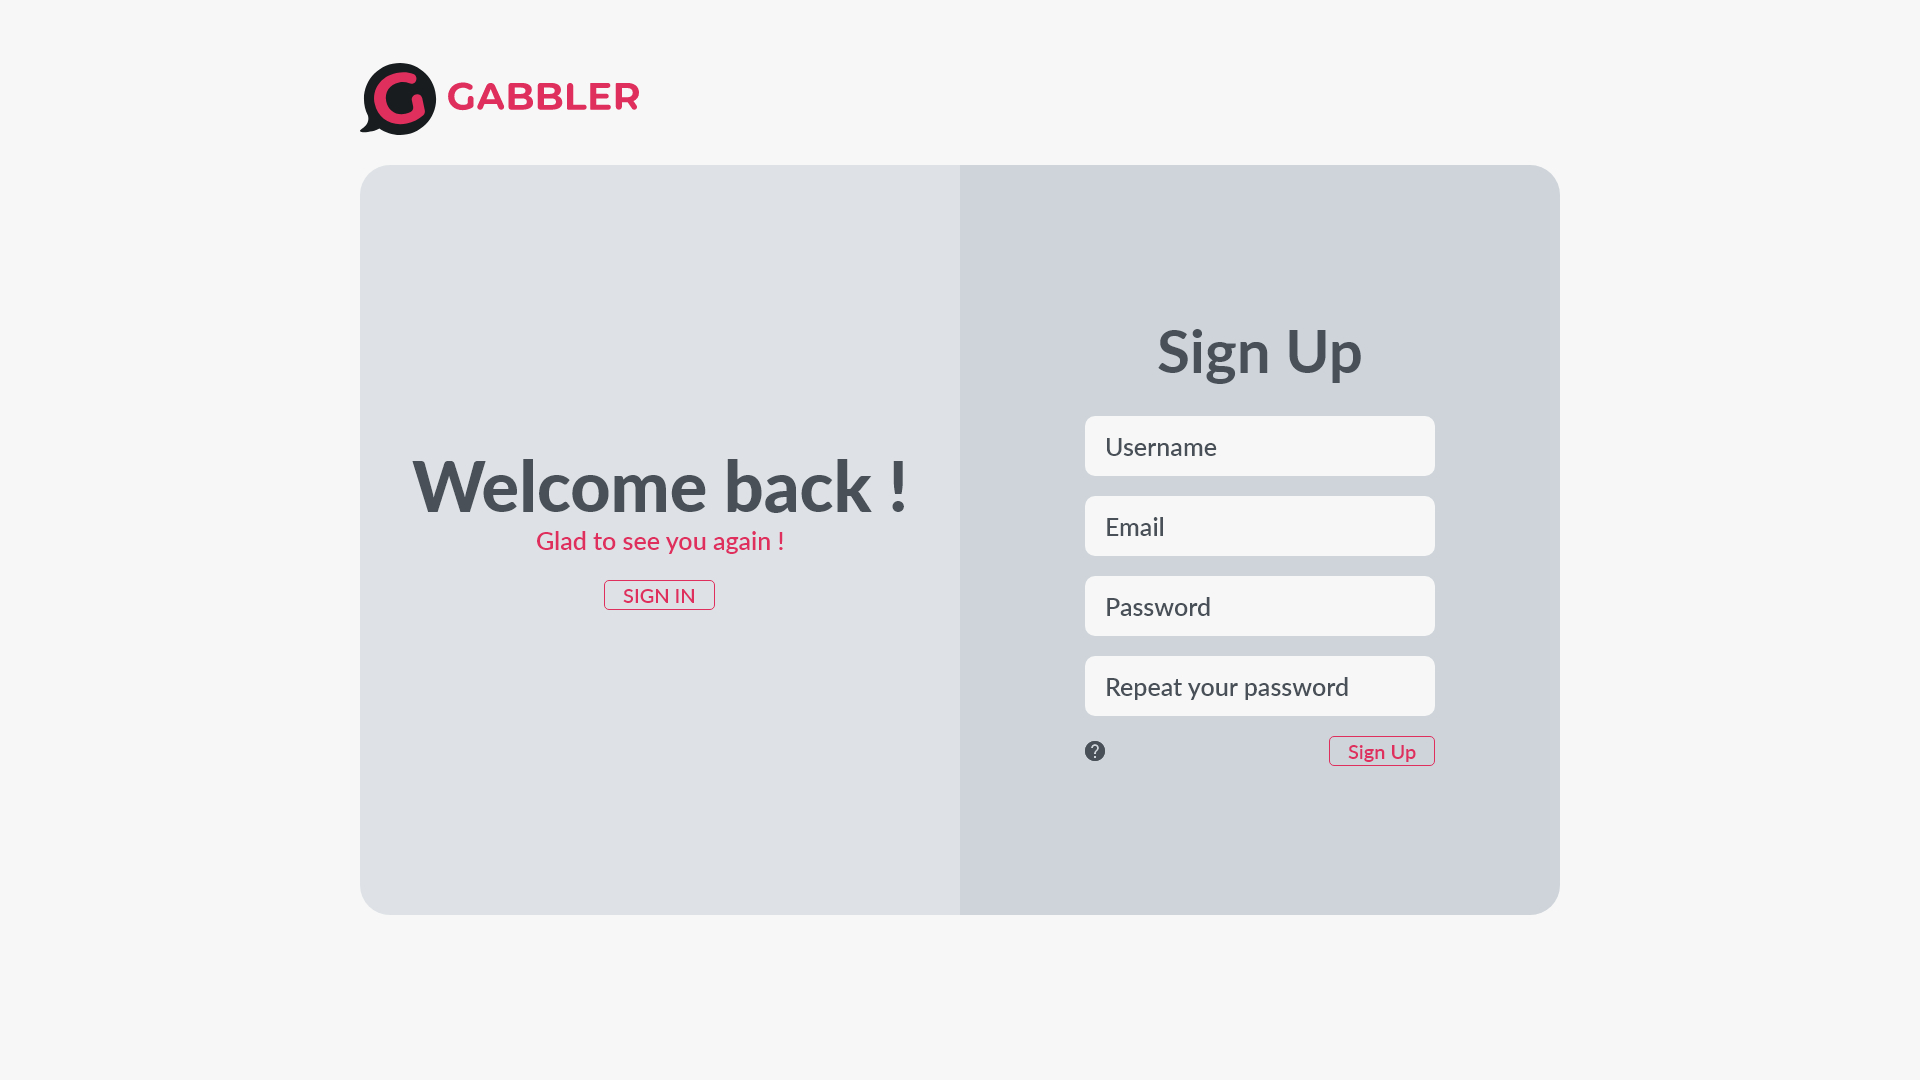 GABBLER
Welcome back !
Glad to see you again !
SIGN IN
Sign Up
Username
Email
Password
Repeat your password
?
Sign Up